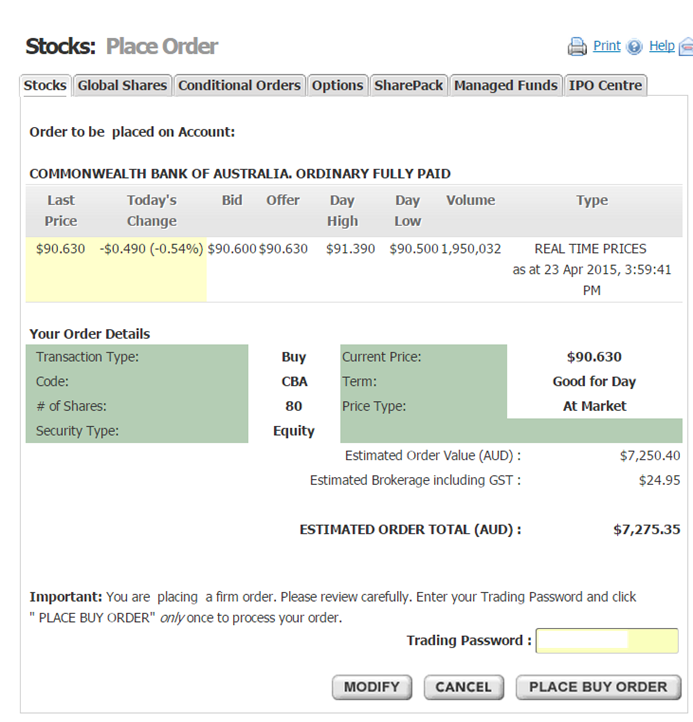 Stocks: Place Order
Print Help
Stocks Global Shares Conditional Orders Options SharePack Managed Funds IPO Centre
Order to be placed on Account:
COMMONWEALTH BANK OF AUSTRALIA. ORDINARY FULLY PAID
Last Price Today's Change Bid Offer Day High Day Low Volume Type
$90.630 -$0.490 (-0.54%) $90.600 $90.630 $91.390 $90.500 1,950,032 REAL TIME PRICES
as at 23 Apr 2015, 3:59:41
PM
Your Order Details
Transaction Type: Buy Current Price: $90.630
Code: CBA Term: Good for Day
# of Shares: 80 Price Type: At Market
Security Type: Equity
Estimated Order Value (AUD) : $7,250.40
Estimated Brokerage including GST : $24.95
ESTIMATED ORDER TOTAL (AUD) : $7,275.35
Important: You are placing a firm order. Please review carefully. Enter your Trading Password and click
" PLACE BUY ORDER" only once to process your order.
Trading Password :
MODIFY CANCEL PLACE BUY ORDER